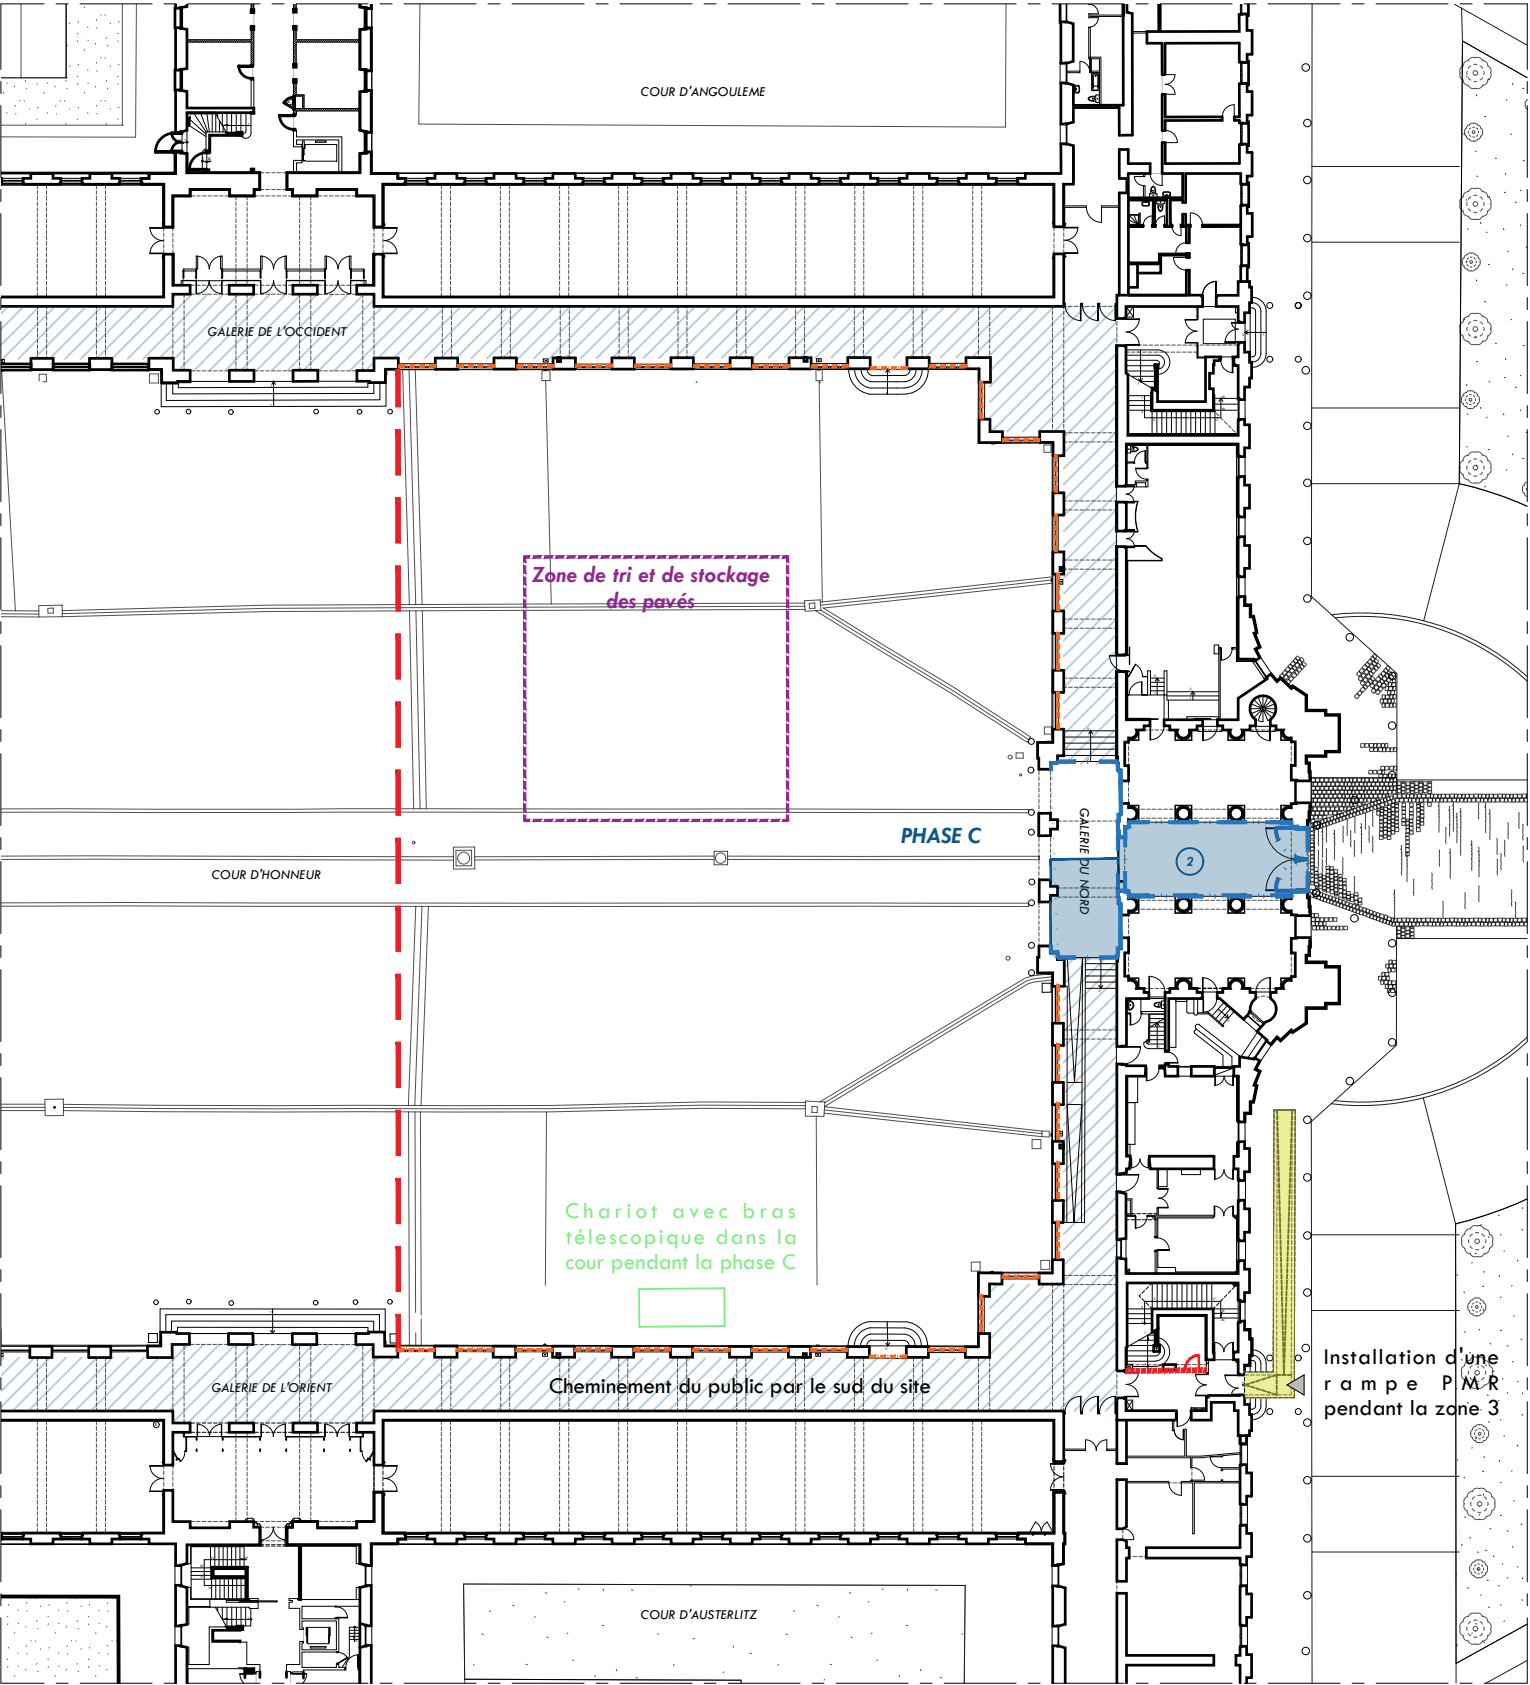 COUR D'ANGOULEME
GALERIE DE L'OCCIDENT
Zone de tri et de stockage
des pavés
PHASE C
GALERIE DU NORD
2
COUR D'HONNEUR
Chariot avec bras
télescopique dans la
cour pendant la phase C
GALERIE DE L'ORIENT
Cheminement du public par le sud du site
Installation d'une
rampe PMR
pendant la zone 3
COUR D'AUSTERLITZ